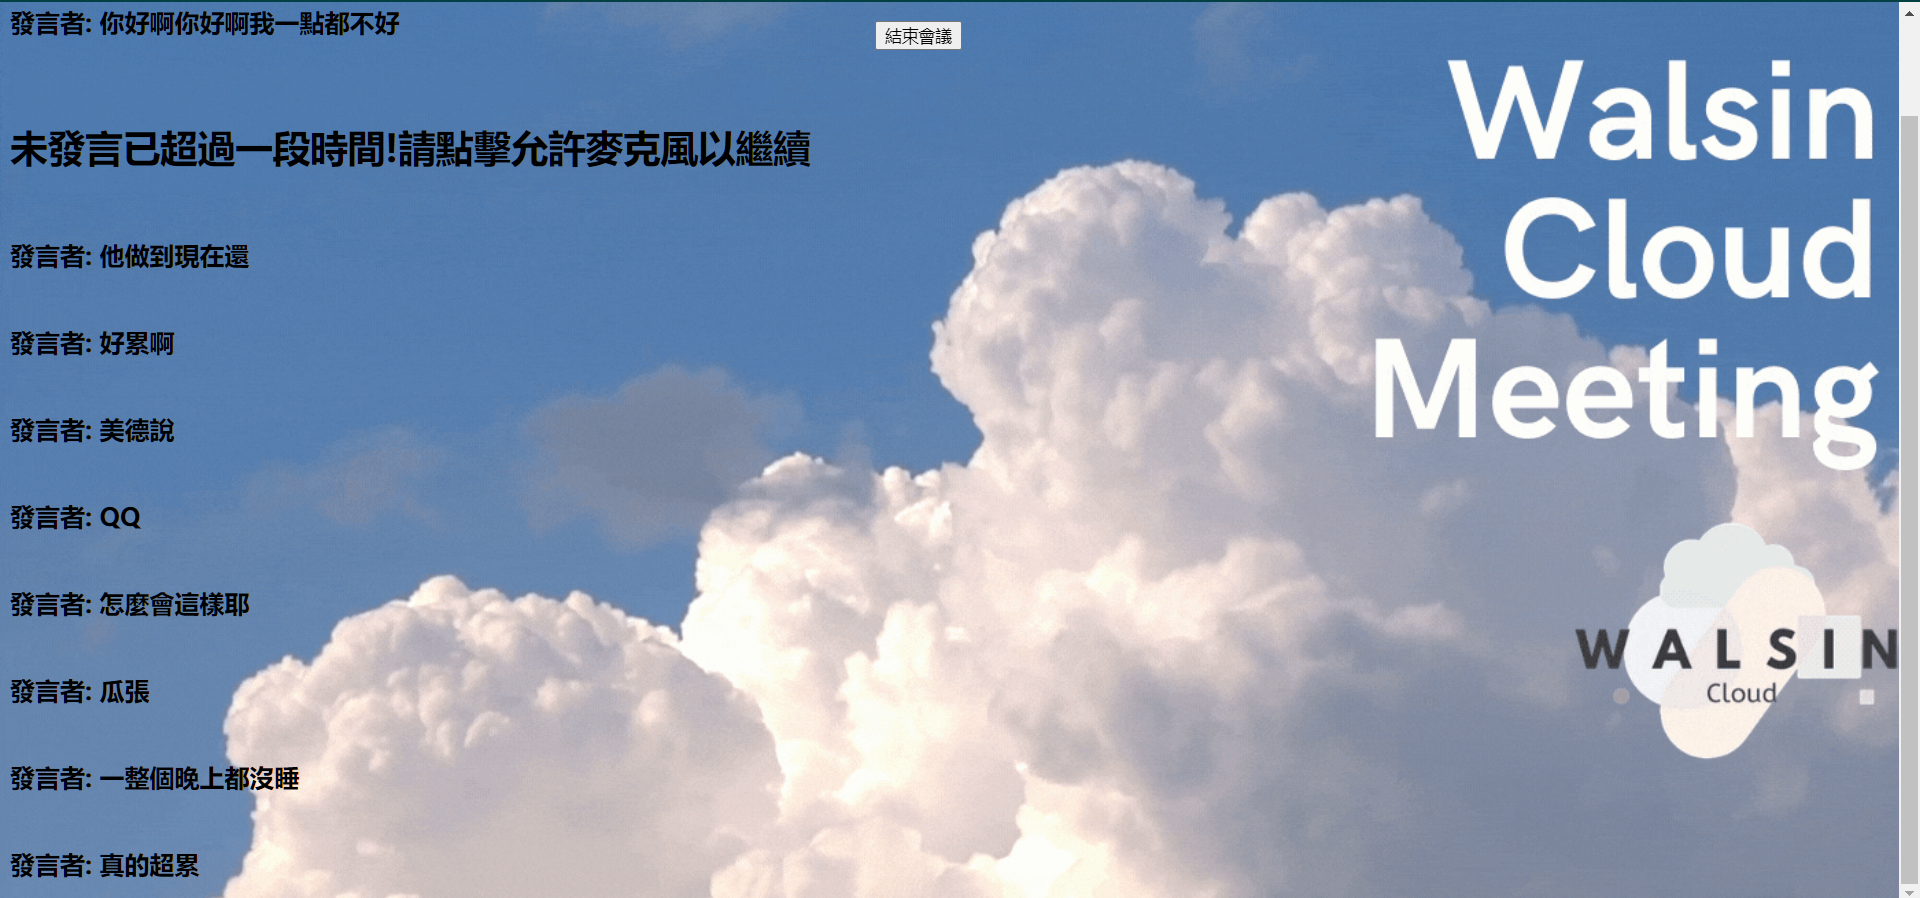 發言者: 你好啊你好啊我一點都不好
結束會議
未發言已超過一段時間!請點擊允許麥克風以繼續
發言者: 他做到現在還
發言者: 好累啊
發言者: 美德說
發言者: QQ
發言者: 怎麼會這樣耶
發言者: 瓜張
發言者: 一整個晚上都沒睡
發言者: 真的超累
Walsin
Cloud
Meeting
WALSIN
Cloud